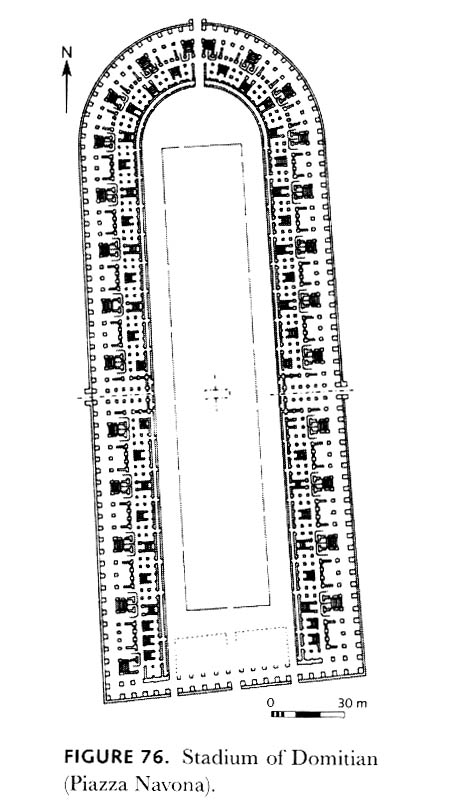 N
0 30 m
FIGURE 76. Stadium of Domitian
(Piazza Navona).